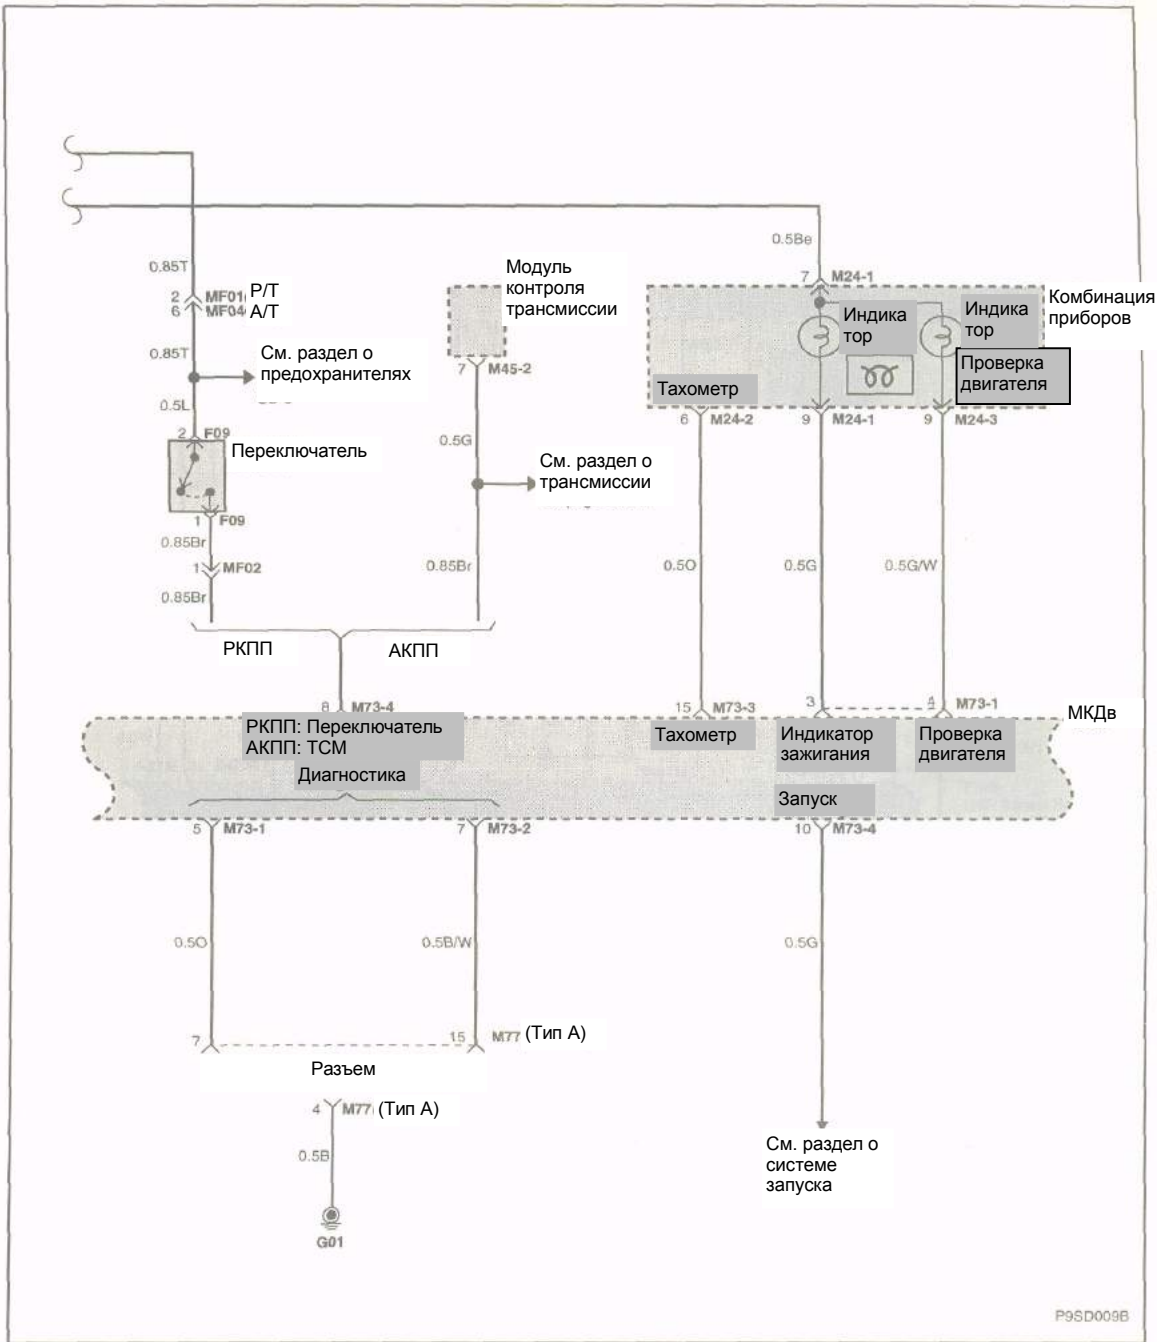 0.5Be
0.85T
Модуль
контроля
трансмиссии
7 M24-1
2 MF01 Р/Т
6 MF04 А/Т
Комбинация
приборов
Индика
тор
Индика
тор
0.85T
См. раздел о
предохранителях
7 M45-2
Проверка
двигателя
Тахометр
0.5L
6 M24-2
9 M24-1
9 M24-3
2 F09
Переключатель
0.5G
См. раздел о
трансмиссии
1 F09
0.85Br
1 MF02
0.85Br
0.5O
0.5G
0.5G/W
0.85Br
РКПП
АКПП
8 M73-4
15 M73-3
3
4 M73-1
МКДв
РКПП: Переключатель
АКПП: ТСМ
Диагностика
Тахометр
Индикатор
зажигания
Проверка
двигателя
Запуск
5 M73-1
7 M73-2
10 M73-4
0.5O
0.5B/W
0.5G
7
15 M77 (Тип А)
Разъем
4 M77 (Тип А)
0.5B
G01
См. раздел о
системе
запуска
P9SD009B